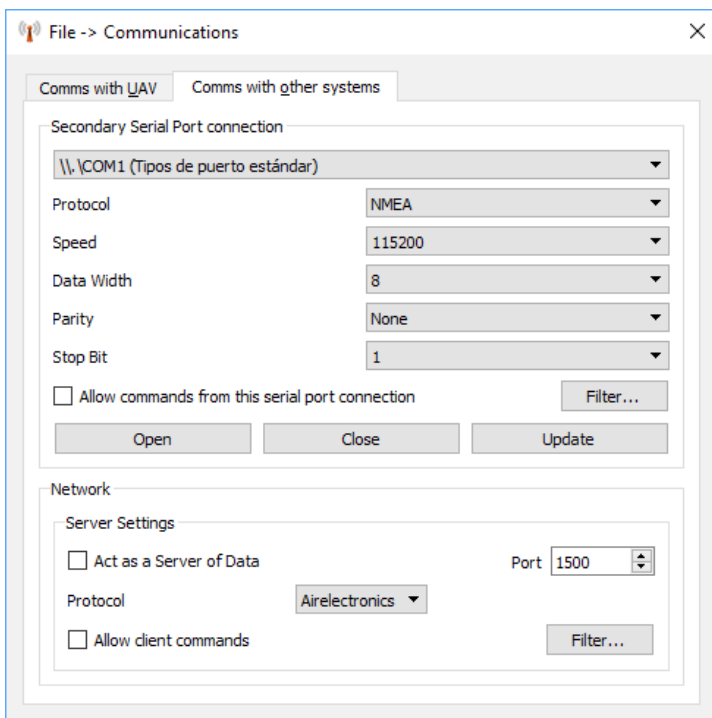 File -> Communications
Comms with UAV Comms with other systems
Secondary Serial Port connection
\\.\COM1 (Tipos de puerto estándar)
Protocol NMEA
Speed 115200
Data Width 8
Parity None
Stop Bit 1
Allow commands from this serial port connection Filter...
Open Close Update
Network
Server Settings
Act as a Server of Data Port 1500
Protocol Airelectronics
Allow client commands Filter...